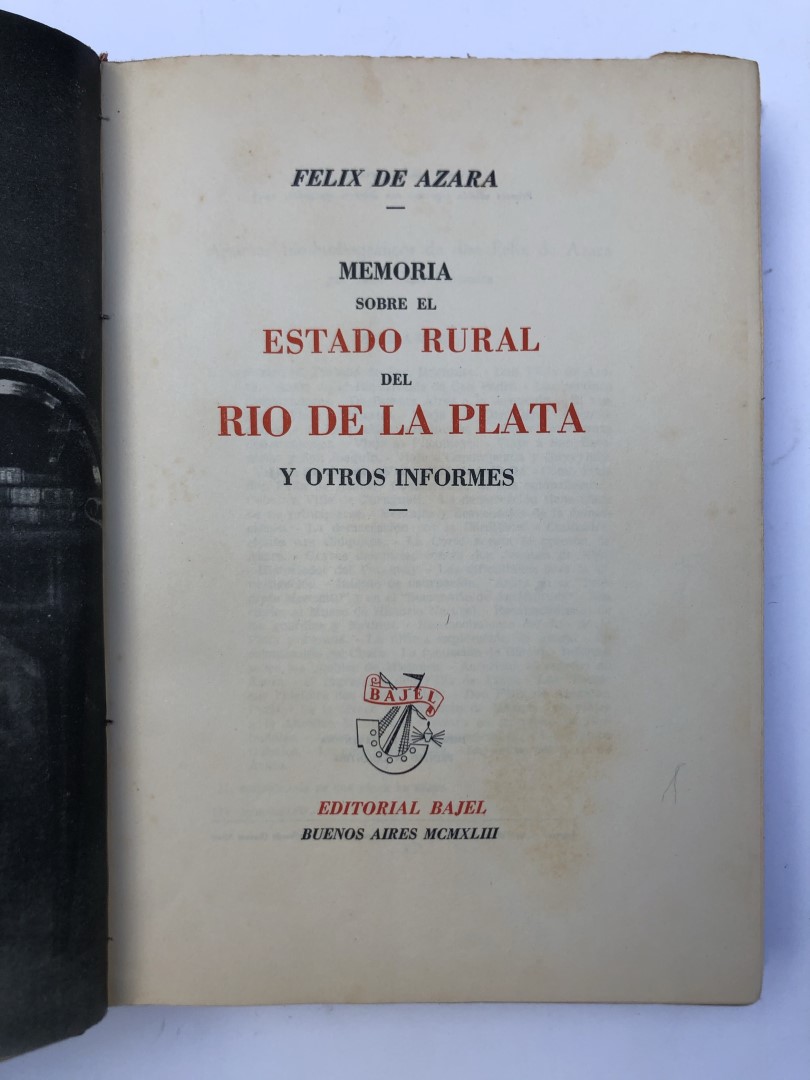 FELIX DE AZARA
MEMORIA
SOBRE EL
ESTADO RURAL
DEL
RIO DE LA PLATA
Y OTROS INFORMES
BAJEL
EDITORIAL BAJEL
BUENOS AIRES MCMXLIII